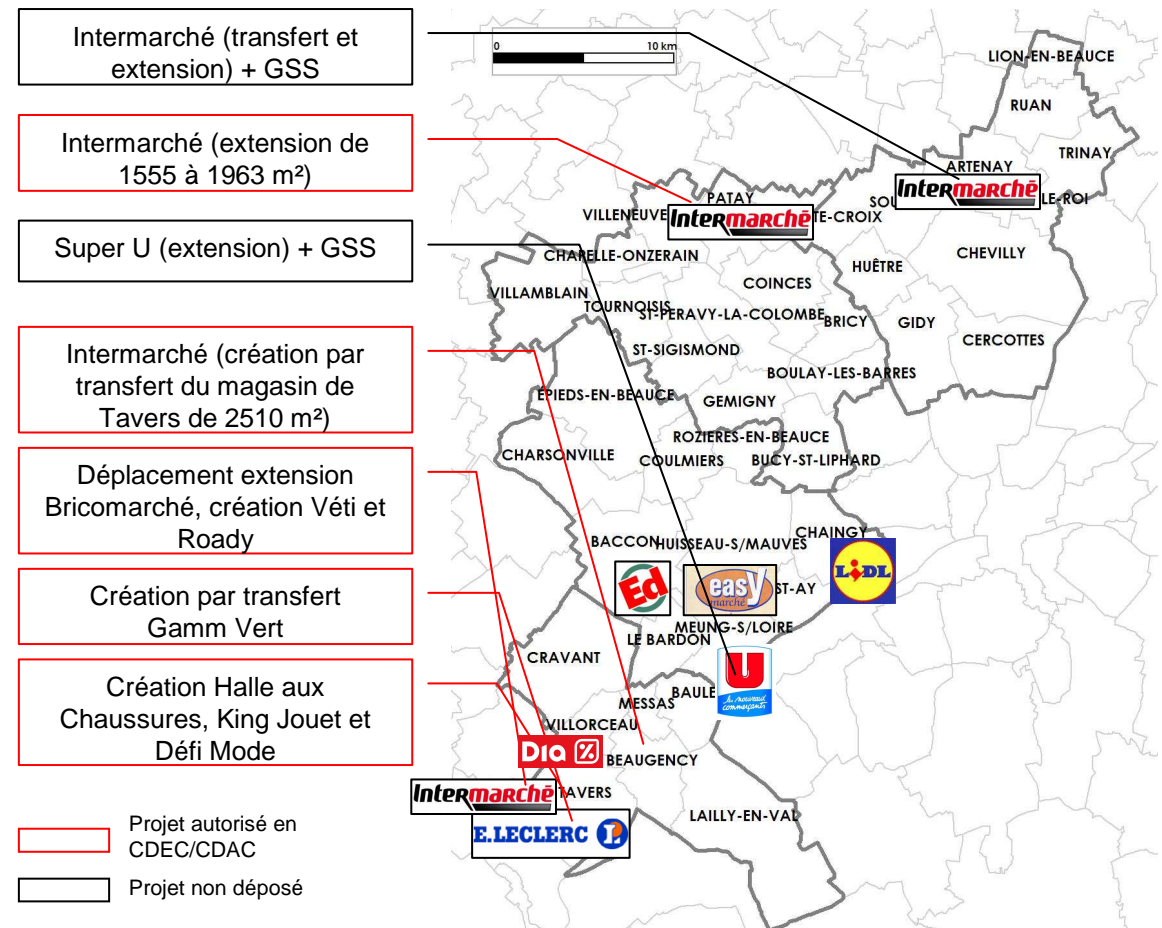 Intermarché (transfert et
extension) + GSS
Intermarché (extension de
1555 à 1963 m²)
Super U (extension) + GSS
Intermarché (création par
transfert du magasin de
Tavers de 2510 m²)
Déplacement extension
Bricomarché, création Véti et
Roady
Création par transfert
Gamm Vert
Création Halle aux
Chaussures, King Jouet et
Défi Mode
Projet autorisé en
CDEC/CDAC
Projet non déposé
0 10 km
LION-EN-BEAUCE
RUAN
TRINAY
ARTENAY
Intermarché
SOU
LE-ROI
PATAY
VILLENEUVE
Intermarché
TE-CROIX
CHAPELLE-ONZERAIN
CHEVILLY
HUÊTRE
COINCES
VILLAMBLAIN
TOURNOISIS
ST-PERAVY-LA-COLOMBE
BRICY
GIDY
CERCOTTES
ST-SIGISMOND
BOULAY-LES-BARRES
ÉPIEDS-EN-BEAUCE
GEMIGNY
ROZIERES-EN-BEAUCE
CHARSONVILLE
COULMIERS
BUCY-ST-LIPHARD
CHAINGY
BACCON
HUISSEAU-S/MAUVES
LIDL
Ed
easy
marché
ST-AY
MEUNG-S/LOIRE
LE BARDON
CRAVANT
U
les nouveaux
commerçants
BAULE
MESSAS
VILLORCEAU
Dia %
BEAUGENCY
Intermarché
TAVERS
LAILLY-EN-VAL
E.LECLERC L